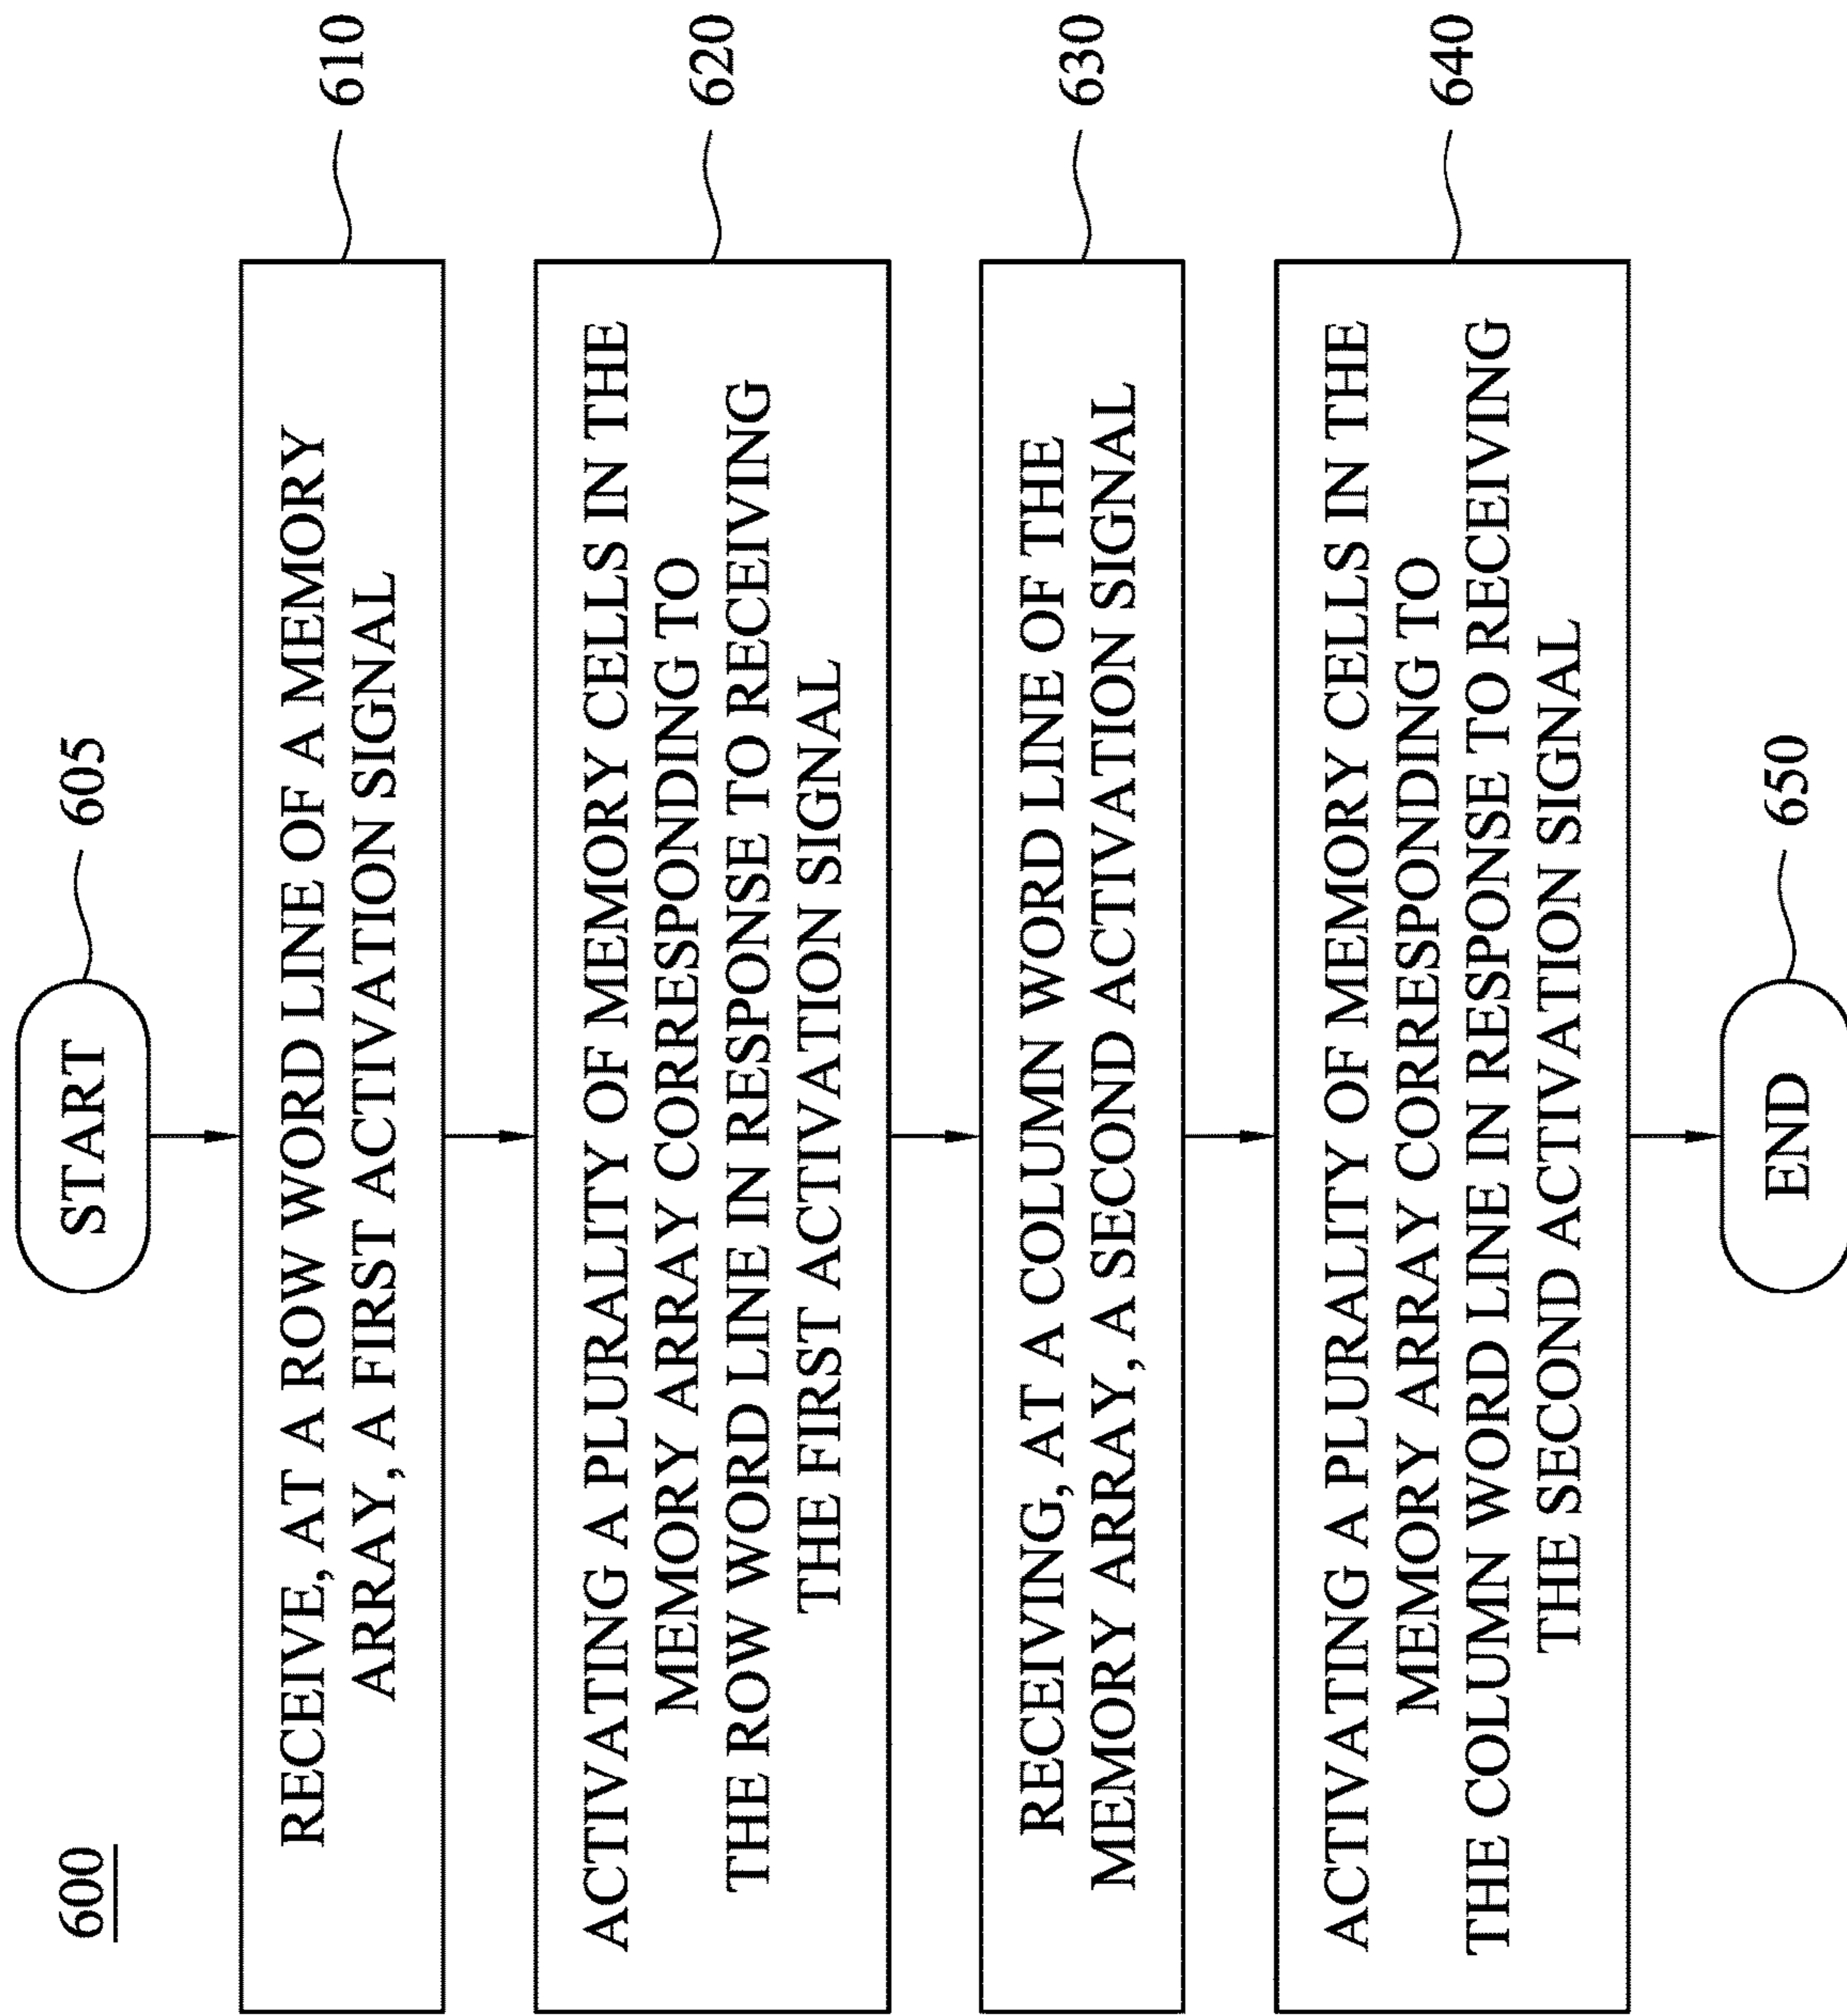 600
START
605
RECEIVE, AT A ROW WORD LINE OF A MEMORY
ARRAY, A FIRST ACTIVATION SIGNAL
610
ACTIVATING A PLURALITY OF MEMORY CELLS IN THE
MEMORY ARRAY CORRESPONDING TO
THE ROW WORD LINE IN RESPONSE TO RECEIVING
THE FIRST ACTIVATION SIGNAL
620
RECEIVING, AT A COLUMN WORD LINE OF THE
MEMORY ARRAY, A SECOND ACTIVATION SIGNAL
630
ACTIVATING A PLURALITY OF MEMORY CELLS IN THE
MEMORY ARRAY CORRESPONDING TO
THE COLUMN WORD LINE IN RESPONSE TO RECEIVING
THE SECOND ACTIVATION SIGNAL
640
END
650